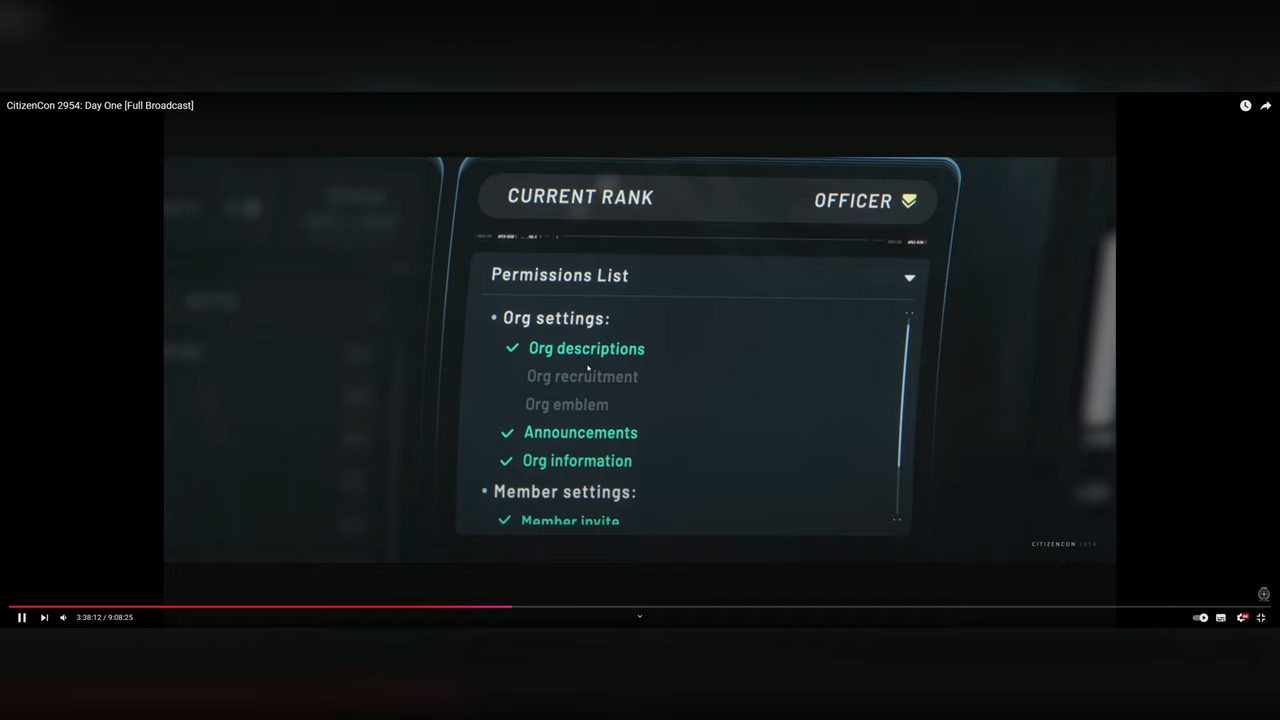 CitizenCon 2954: Day One [Full Broadcast]
CURRENT RANK
OFFICER
Permissions List
• Org settings:
Org descriptions
Org recruitment
Org emblem
Announcements
Org information
• Member settings:
Member invite
CITIZENCON 2954
3:38:12 / 9:08:25